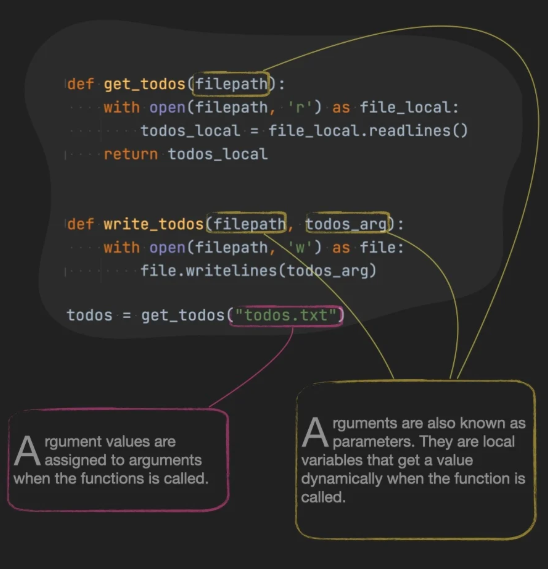 def get_todos(filepath):
    with open(filepath, 'r') as file_local:
        todos_local = file_local.readlines()
    return todos_local
def write_todos(filepath, todos_arg):
    with open(filepath, 'w') as file:
        file.writelines(todos_arg)
todos = get_todos("todos.txt")
Argument values are
assigned to arguments
when the functions is called.
Arguments are also known as
parameters. They are local
variables that get a value
dynamically when the function is
called.